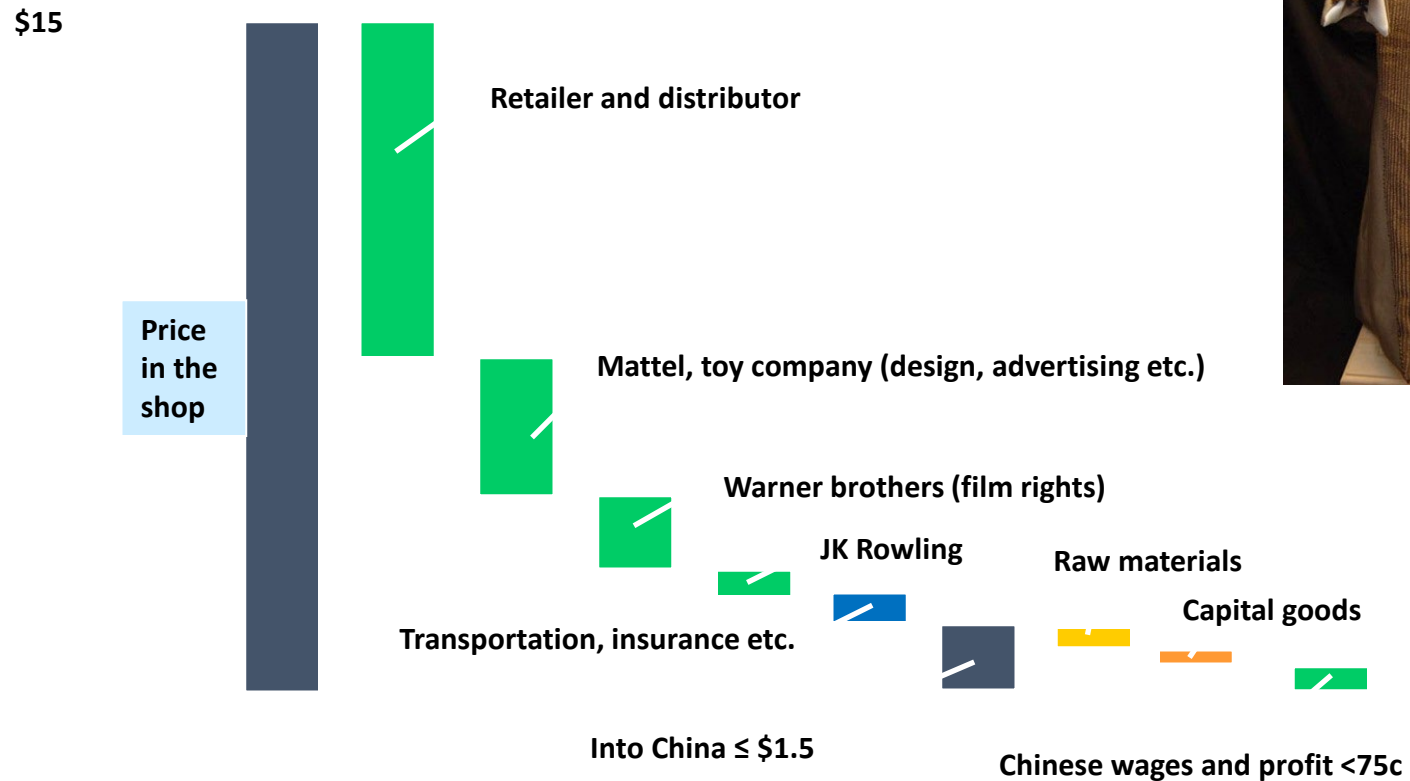 $15
Retailer and distributor
Price
in the
shop
Mattel, toy company (design, advertising etc.)
Warner brothers (film rights)
JK Rowling
Raw materials
Capital goods
Transportation, insurance etc.
Into China ≤ $1.5
Chinese wages and profit <75c